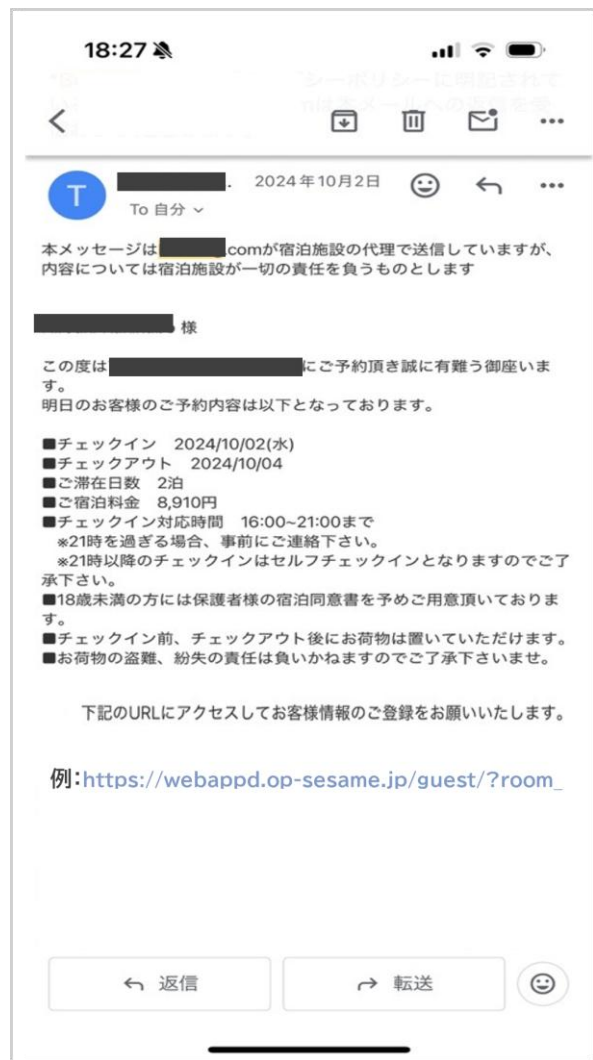 18:27
T
2024年10月2日
To 自分
本メッセージは .comが宿泊施設の代理で送信していますが、
内容については宿泊施設が一切の責任を負うものとします
様
この度は にご予約頂き誠に有難う御座いま
す。
明日のお客様のご予約内容は以下となっております。
■チェックイン 2024/10/02(水)
■チェックアウト 2024/10/04
■ご滞在日数 2泊
■ご宿泊料金 8,910円
■チェックイン対応時間 16:00~21:00まで
※21時を過ぎる場合、事前にご連絡下さい。
※21時以降のチェックインはセルフチェックインとなりますのでご了
承下さい。
■18歳未満の方には保護者様の宿泊同意書を予めご用意頂いておりま
す。
■チェックイン前、チェックアウト後にお荷物は置いていただけます。
■お荷物の盗難、紛失の責任は負いかねますのでご了承下さいませ。
下記のURLにアクセスしてお客様情報のご登録をお願いいたします。
例:https://webappd.op-sesame.jp/guest/?room_
返信
転送